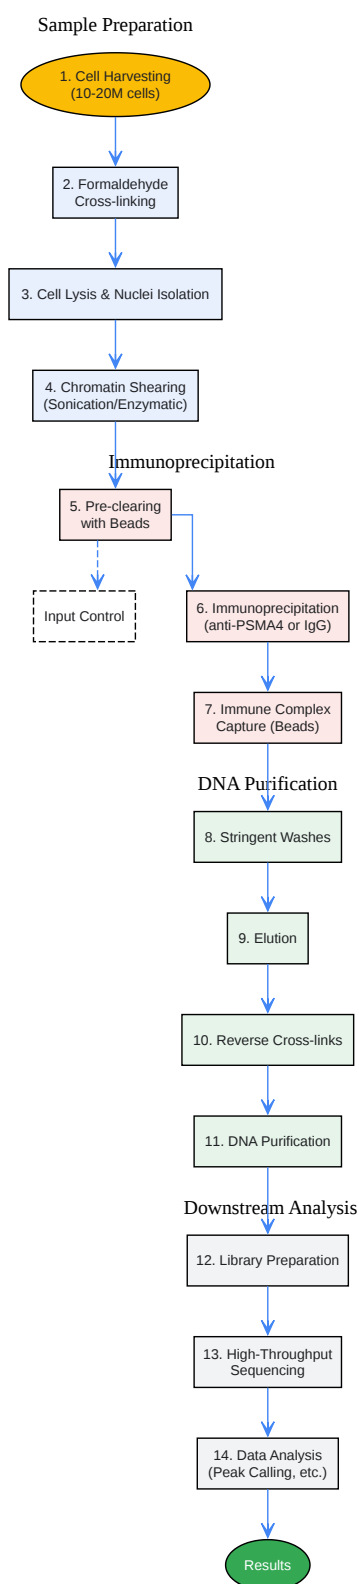 Sample Preparation
1. Cell Harvesting
(10-20M cells)
2. Formaldehyde
Cross-linking
3. Cell Lysis & Nuclei Isolation
4. Chromatin Shearing
(Sonication/Enzymatic)
Immunoprecipitation
5. Pre-clearing
with Beads
Input Control
6. Immunoprecipitation
(anti-PSMA4 or IgG)
7. Immune Complex
Capture (Beads)
DNA Purification
8. Stringent Washes
9. Elution
10. Reverse Cross-links
11. DNA Purification
Downstream Analysis
12. Library Preparation
13. High-Throughput
Sequencing
14. Data Analysis
(Peak Calling, etc.)
Results